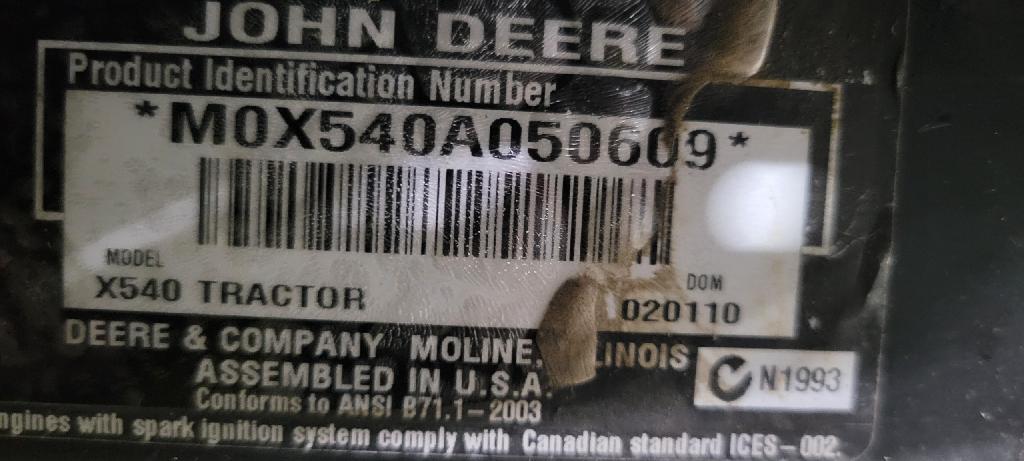 JOHN DEERE
Product Identification Number
*M0X540A050609*
MODEL
X540 TRACTOR
DOM
020110
DEERE & COMPANY MOLINE,
ASSEMBLED IN U.S.A.
N1993
Conforms to ANSI B71.1-2003
with spark ignition system comply with Canadian standard ICES-002.